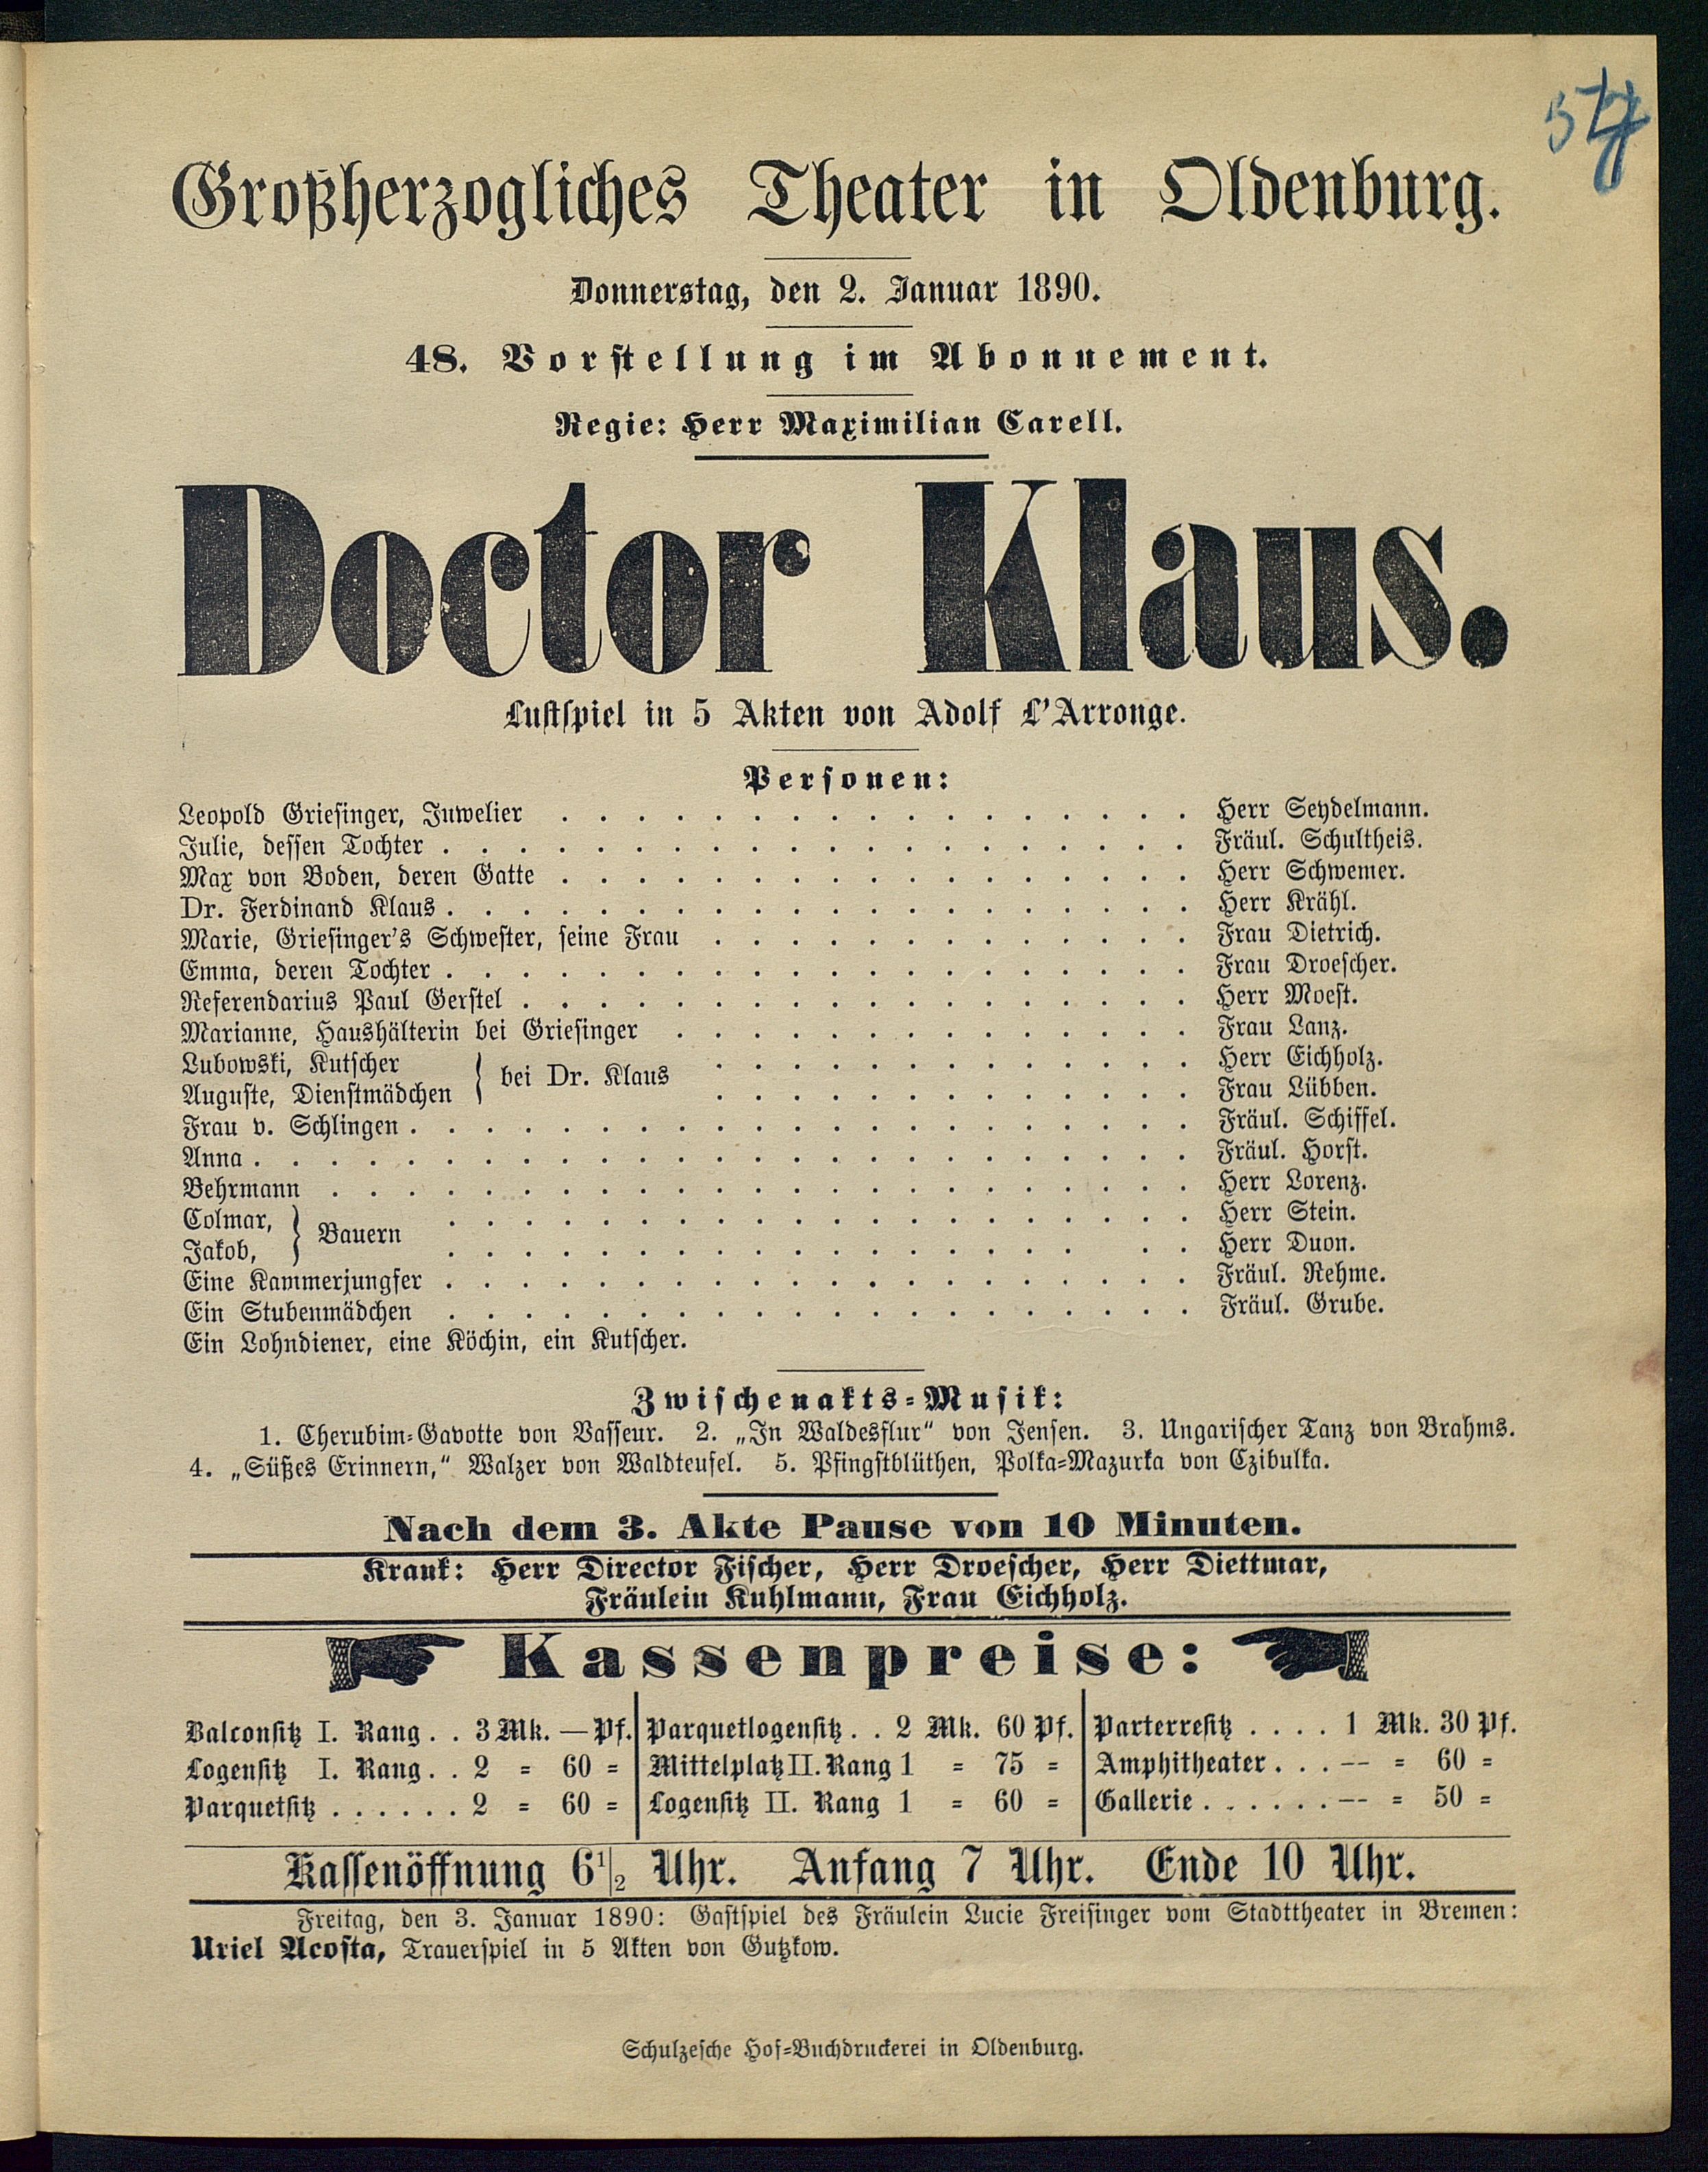 Großherzogliches Theater in Oldenburg.
Donnerstag, den 2. Januar 1890.
48. Vorstellung im Abonnement.
Regie: Herr Maximilian Carell.
Doctor Klaus.
Lustspiel in 5 Akten von Adolf L'Arronge.
Personen:
Leopold Griesinger, Juwelier . . . . . . . . . . . . . . . . . Herr Seydelmann.
Julie, dessen Tochter . . . . . . . . . . . . . . . . . . . . Fräul. Schultheis.
Max von Boden, deren Gatte . . . . . . . . . . . . . . . . . Herr Schwemer.
Dr. Ferdinand Klaus . . . . . . . . . . . . . . . . . . . . Herr Krähl.
Marie, Griesinger's Schwester, seine Frau . . . . . . . . . . . . . Frau Dietrich.
Emma, deren Tochter . . . . . . . . . . . . . . . . . . . . Frau Droescher.
Referendarius Paul Gerstel . . . . . . . . . . . . . . . . . . Herr Moest.
Marianne, Haushälterin bei Griesinger . . . . . . . . . . . . . . Frau Lanz.
Lubowski, Kutscher } bei Dr. Klaus . . . . . . . . . . . . . Herr Eichholz.
Auguste, Dienstmädchen . . . . . . . . . . . . . Frau Lübben.
Frau v. Schlingen . . . . . . . . . . . . . . . . . . . . . Fräul. Schiffel.
Anna . . . . . . . . . . . . . . . . . . . . . . . . . Fräul. Horst.
Behrmann . . . . . . . . . . . . . . . . . . . . . . . Herr Lorenz.
Colmar, } Bauern . . . . . . . . . . . . . . . . . . . . Herr Stein.
Jakob, . . . . . . . . . . . . . . . . . . . Herr Duon.
Eine Kammerjungfer . . . . . . . . . . . . . . . . . . . . Fräul. Rehme.
Ein Stubenmädchen . . . . . . . . . . . . . . . . . . . . Fräul. Grube.
Ein Lohndiener, eine Köchin, ein Kutscher.
Zwischenakts-Musik:
1. Cherubim-Gavotte von Vasseur. 2. „In Waldesflur“ von Jensen. 3. Ungarischer Tanz von Brahms.
4. „Süßes Erinnern,“ Walzer von Waldteufel. 5. Pfingstblüthen, Polka-Mazurka von Czibulka.
Nach dem 3. Akte Pause von 10 Minuten.
Krank: Herr Director Fischer, Herr Droescher, Herr Diettmar,
Fräulein Kuhlmann, Frau Eichholz.
Kassenpreise:
Balconsitz I. Rang . . 3 Mk. — Pf. Parquetlogensitz . . 2 Mk. 60 Pf. Parterresitz . . . . 1 Mk. 30 Pf.
Logensitz I. Rang . . 2 = 60 = Mittelplatz II. Rang 1 = 75 = Amphitheater . . . -- = 60 =
Parquetsitz . . . . . . 2 = 60 = Logensitz II. Rang 1 = 60 = Gallerie . . . . . . -- = 50 =
Kassenöffnung 6 1/2 Uhr. Anfang 7 Uhr. Ende 10 Uhr.
Freitag, den 3. Januar 1890: Gastspiel des Fräulein Lucie Freisinger vom Stadttheater in Bremen:
Uriel Acosta, Trauerspiel in 5 Akten von Gutzkow.
Schulzesche Hof-Buchdruckerei in Oldenburg.